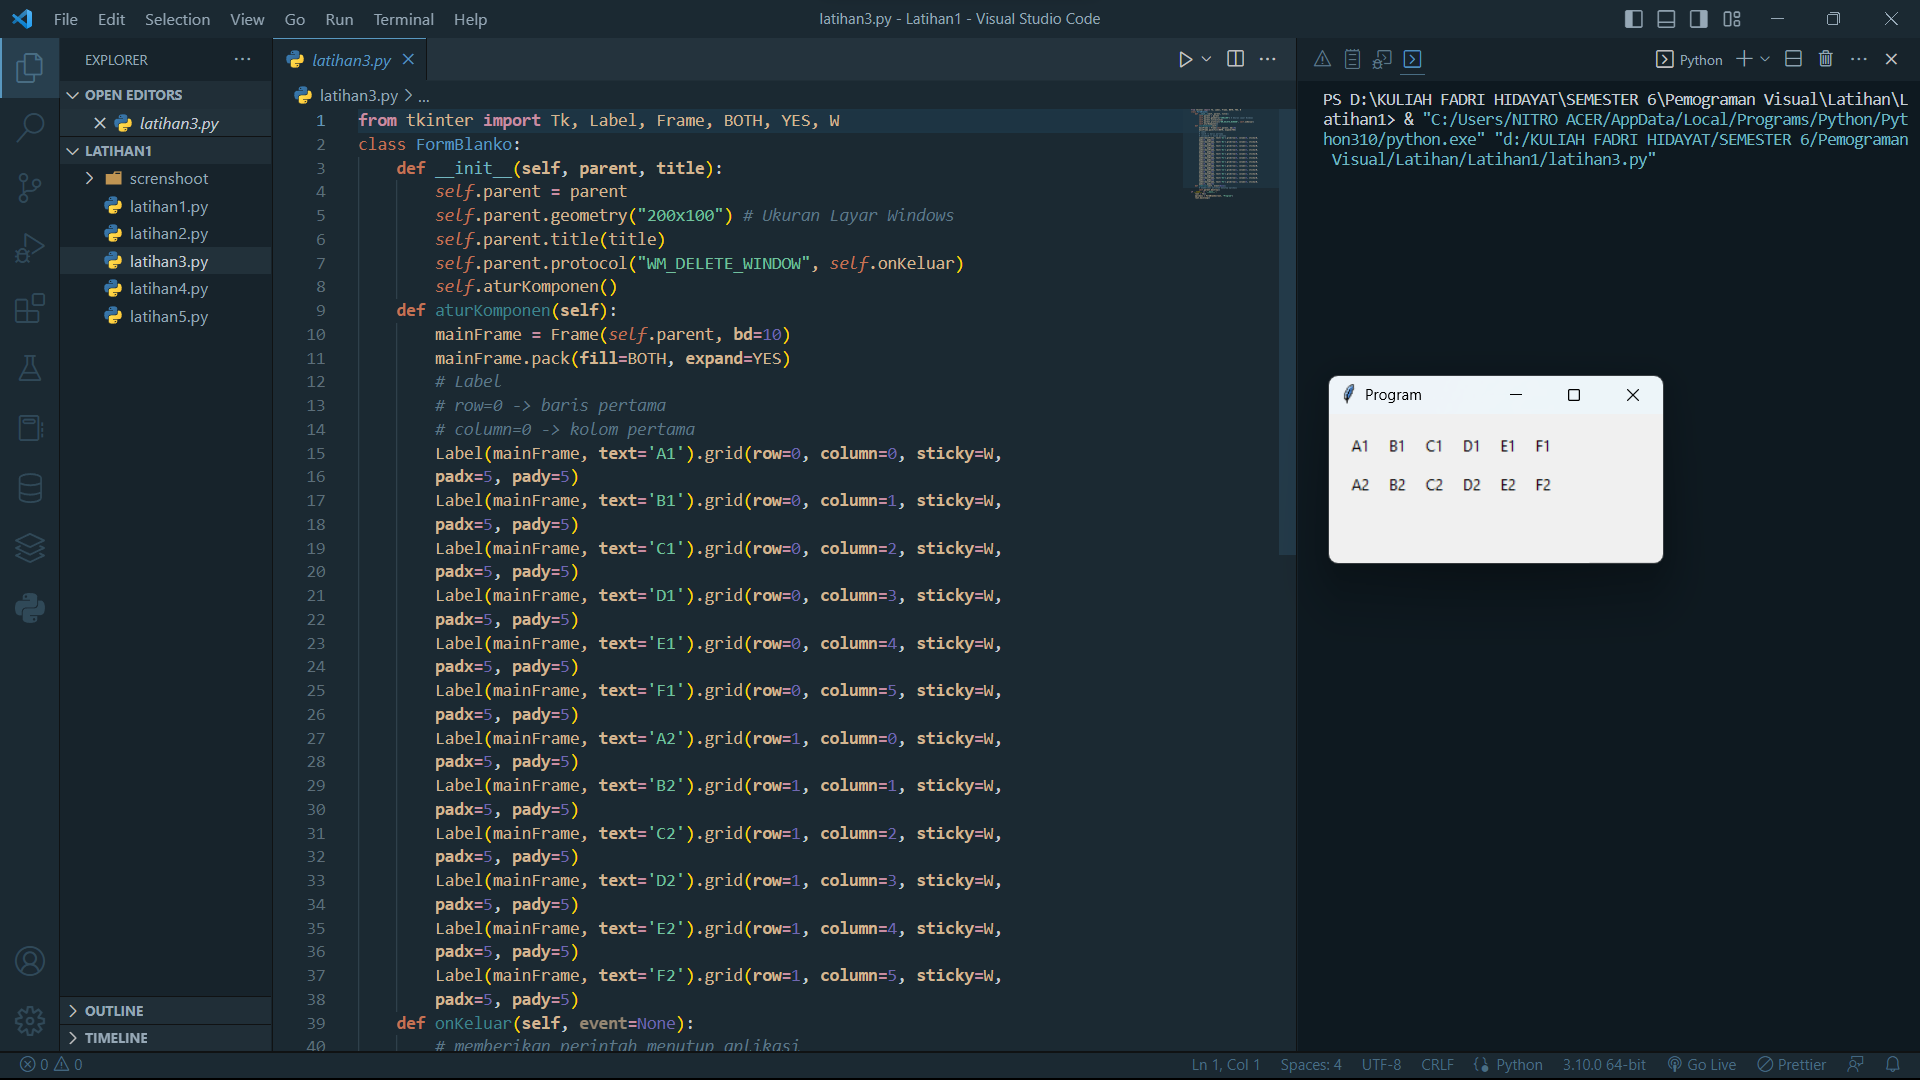 File Edit Selection View Go Run Terminal Help
latihan3.py - Latihan1 - Visual Studio Code
EXPLORER
OPEN EDITORS
latihan3.py
LATIHAN1
screnshoot
latihan1.py
latihan2.py
latihan3.py
latihan4.py
latihan5.py
OUTLINE
TIMELINE
latihan3.py
latihan3.py > ...
1 from tkinter import Tk, Label, Frame, BOTH, YES, W
2 class FormBlanko:
3 def __init__(self, parent, title):
4 self.parent = parent
5 self.parent.geometry("200x100") # Ukuran Layar Windows
6 self.parent.title(title)
7 self.parent.protocol("WM_DELETE_WINDOW", self.onKeluar)
8 self.aturKomponen()
9 def aturKomponen(self):
10 mainFrame = Frame(self.parent, bd=10)
11 mainFrame.pack(fill=BOTH, expand=YES)
12 # Label
13 # row=0 -> baris pertama
14 # column=0 -> kolom pertama
15 Label(mainFrame, text='A1').grid(row=0, column=0, sticky=W,
16 padx=5, pady=5)
17 Label(mainFrame, text='B1').grid(row=0, column=1, sticky=W,
18 padx=5, pady=5)
19 Label(mainFrame, text='C1').grid(row=0, column=2, sticky=W,
20 padx=5, pady=5)
21 Label(mainFrame, text='D1').grid(row=0, column=3, sticky=W,
22 padx=5, pady=5)
23 Label(mainFrame, text='E1').grid(row=0, column=4, sticky=W,
24 padx=5, pady=5)
25 Label(mainFrame, text='F1').grid(row=0, column=5, sticky=W,
26 padx=5, pady=5)
27 Label(mainFrame, text='A2').grid(row=1, column=0, sticky=W,
28 padx=5, pady=5)
29 Label(mainFrame, text='B2').grid(row=1, column=1, sticky=W,
30 padx=5, pady=5)
31 Label(mainFrame, text='C2').grid(row=1, column=2, sticky=W,
32 padx=5, pady=5)
33 Label(mainFrame, text='D2').grid(row=1, column=3, sticky=W,
34 padx=5, pady=5)
35 Label(mainFrame, text='E2').grid(row=1, column=4, sticky=W,
36 padx=5, pady=5)
37 Label(mainFrame, text='F2').grid(row=1, column=5, sticky=W,
38 padx=5, pady=5)
39 def onKeluar(self, event=None):
40 # memberikan perintah menutup aplikasi
Python
PS D:\KULIAH FADRI HIDAYAT\SEMESTER 6\Pemograman Visual\Latihan\L
atihan1> & "C:/Users/NITRO ACER/AppData/Local/Programs/Python/Pyt
hon310/python.exe" "d:/KULIAH FADRI HIDAYAT/SEMESTER 6/Pemograman
Visual/Latihan/Latihan1/latihan3.py"
Program
A1 B1 C1 D1 E1 F1
A2 B2 C2 D2 E2 F2
0 0
Ln 1, Col 1 Spaces: 4 UTF-8 CRLF Python 3.10.0 64-bit Go Live Prettier